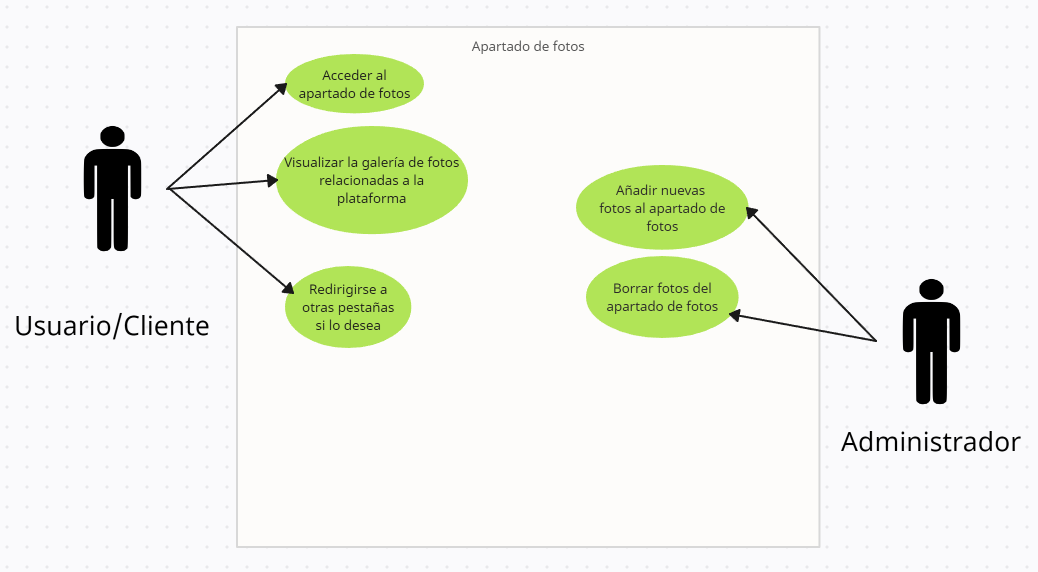 Apartado de fotos
Acceder al
apartado de fotos
Visualizar la galería de fotos
relacionadas a la
plataforma
Redirigirse a
otras pestañas
si lo desea
Usuario/Cliente
Añadir nuevas
fotos al apartado de
fotos
Borrar fotos del
apartado de fotos
Administrador